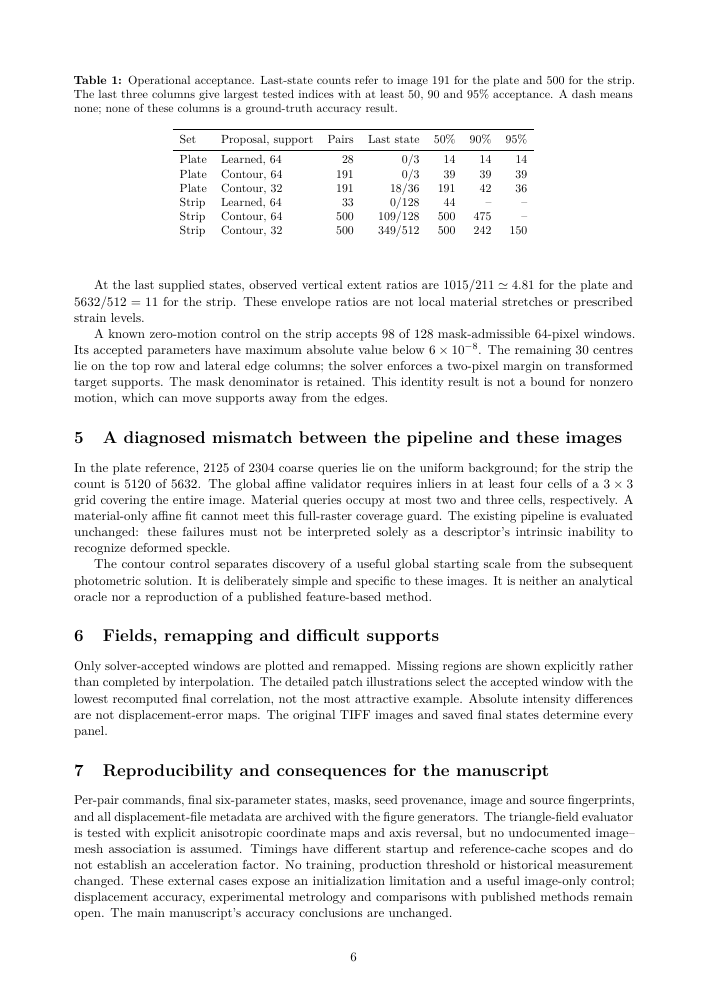 Table 1: Operational acceptance. Last-state counts refer to image 191 for the plate and 500 for the strip.
The last three columns give largest tested indices with at least 50, 90 and 95% acceptance. A dash means
none; none of these columns is a ground-truth accuracy result.
Set Proposal, support Pairs Last state 50% 90% 95%
Plate Learned, 64 28 0/3 14 14 14
Plate Contour, 64 191 0/3 39 39 39
Plate Contour, 32 191 18/36 191 42 36
Strip Learned, 64 33 0/128 44 – –
Strip Contour, 64 500 109/128 500 475 –
Strip Contour, 32 500 349/512 500 242 150
At the last supplied states, observed vertical extent ratios are 1015/211 ≃ 4.81 for the plate and
5632/512 = 11 for the strip. These envelope ratios are not local material stretches or prescribed
strain levels.
A known zero-motion control on the strip accepts 98 of 128 mask-admissible 64-pixel windows.
Its accepted parameters have maximum absolute value below 6 × 10⁻⁸. The remaining 30 centres
lie on the top row and lateral edge columns; the solver enforces a two-pixel margin on transformed
target supports. The mask denominator is retained. This identity result is not a bound for nonzero
motion, which can move supports away from the edges.
5 A diagnosed mismatch between the pipeline and these images
In the plate reference, 2125 of 2304 coarse queries lie on the uniform background; for the strip the
count is 5120 of 5632. The global affine validator requires inliers in at least four cells of a 3 × 3
grid covering the entire image. Material queries occupy at most two and three cells, respectively. A
material-only affine fit cannot meet this full-raster coverage guard. The existing pipeline is evaluated
unchanged: these failures must not be interpreted solely as a descriptor's intrinsic inability to
recognize deformed speckle.
The contour control separates discovery of a useful global starting scale from the subsequent
photometric solution. It is deliberately simple and specific to these images. It is neither an analytical
oracle nor a reproduction of a published feature-based method.
6 Fields, remapping and difficult supports
Only solver-accepted windows are plotted and remapped. Missing regions are shown explicitly rather
than completed by interpolation. The detailed patch illustrations select the accepted window with the
lowest recomputed final correlation, not the most attractive example. Absolute intensity differences
are not displacement-error maps. The original TIFF images and saved final states determine every
panel.
7 Reproducibility and consequences for the manuscript
Per-pair commands, final six-parameter states, masks, seed provenance, image and source fingerprints,
and all displacement-file metadata are archived with the figure generators. The triangle-field evaluator
is tested with explicit anisotropic coordinate maps and axis reversal, but no undocumented image–
mesh association is assumed. Timings have different startup and reference-cache scopes and do
not establish an acceleration factor. No training, production threshold or historical measurement
changed. These external cases expose an initialization limitation and a useful image-only control;
displacement accuracy, experimental metrology and comparisons with published methods remain
open. The main manuscript's accuracy conclusions are unchanged.
6